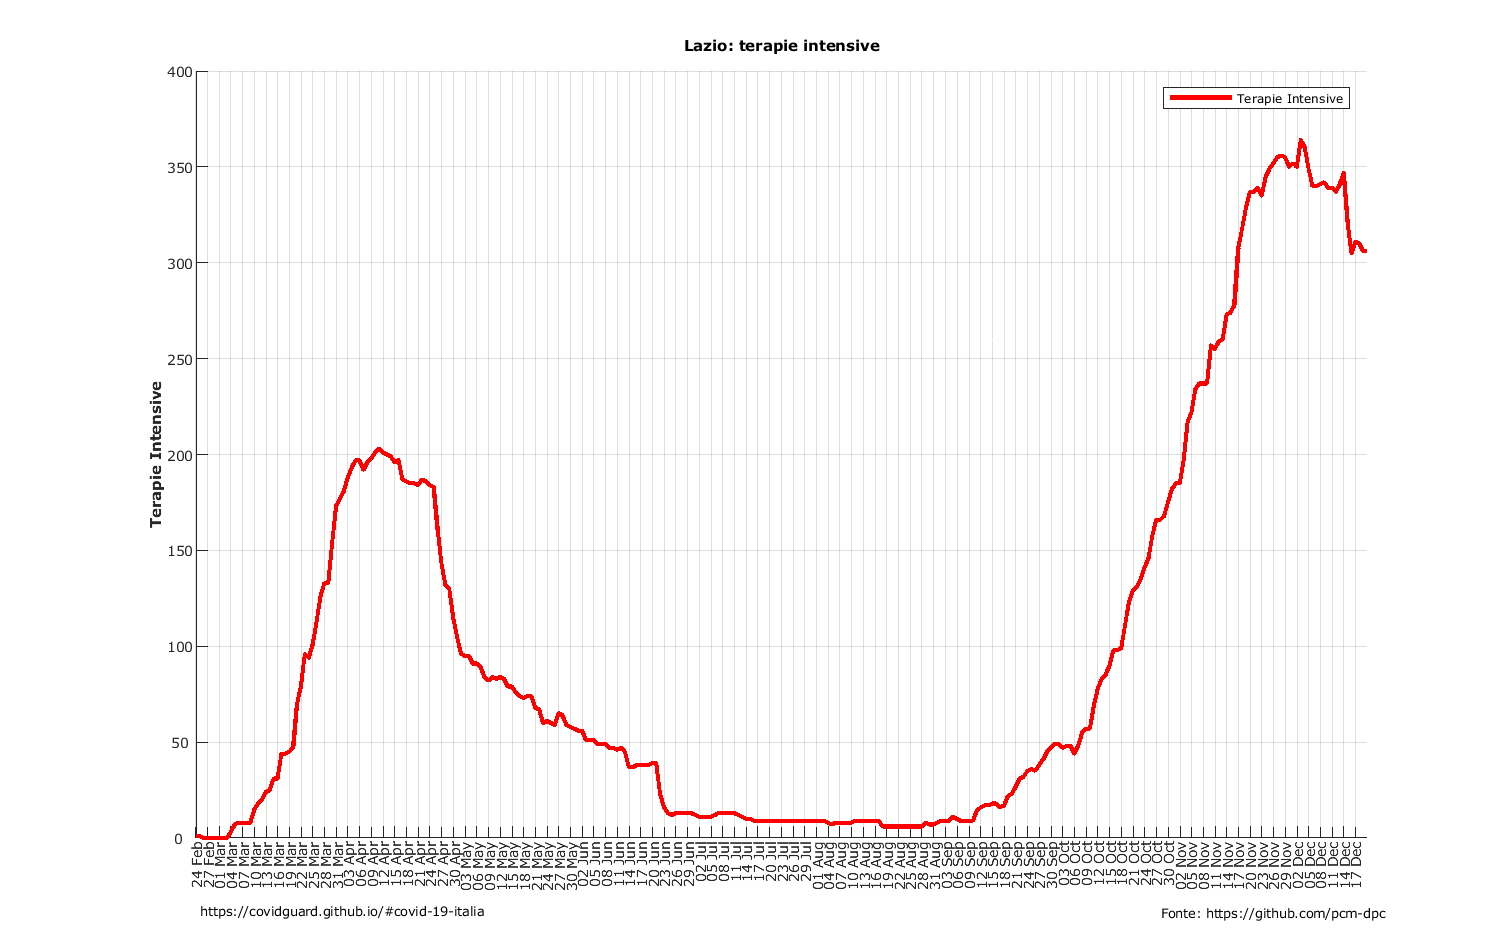 Lazio: terapie intensive
Terapie Intensive
400
350
300
250
200
150
100
50
0
Terapie Intensive
24 Feb
27 Feb
01 Mar
04 Mar
07 Mar
10 Mar
13 Mar
16 Mar
19 Mar
22 Mar
25 Mar
28 Mar
31 Mar
03 Apr
06 Apr
09 Apr
12 Apr
15 Apr
18 Apr
21 Apr
24 Apr
27 Apr
30 Apr
03 May
06 May
09 May
12 May
15 May
18 May
21 May
24 May
27 May
30 May
02 Jun
05 Jun
08 Jun
11 Jun
14 Jun
17 Jun
20 Jun
23 Jun
26 Jun
29 Jun
02 Jul
05 Jul
08 Jul
11 Jul
14 Jul
17 Jul
20 Jul
23 Jul
26 Jul
29 Jul
01 Aug
04 Aug
07 Aug
10 Aug
13 Aug
16 Aug
19 Aug
22 Aug
25 Aug
28 Aug
31 Aug
03 Sep
06 Sep
09 Sep
12 Sep
15 Sep
18 Sep
21 Sep
24 Sep
27 Sep
30 Sep
03 Oct
06 Oct
09 Oct
12 Oct
15 Oct
18 Oct
21 Oct
24 Oct
27 Oct
30 Oct
02 Nov
05 Nov
08 Nov
11 Nov
14 Nov
17 Nov
20 Nov
23 Nov
26 Nov
29 Nov
02 Dec
05 Dec
08 Dec
11 Dec
14 Dec
17 Dec
https://covidguard.github.io/#covid-19-italia
Fonte: https://github.com/pcm-dpc